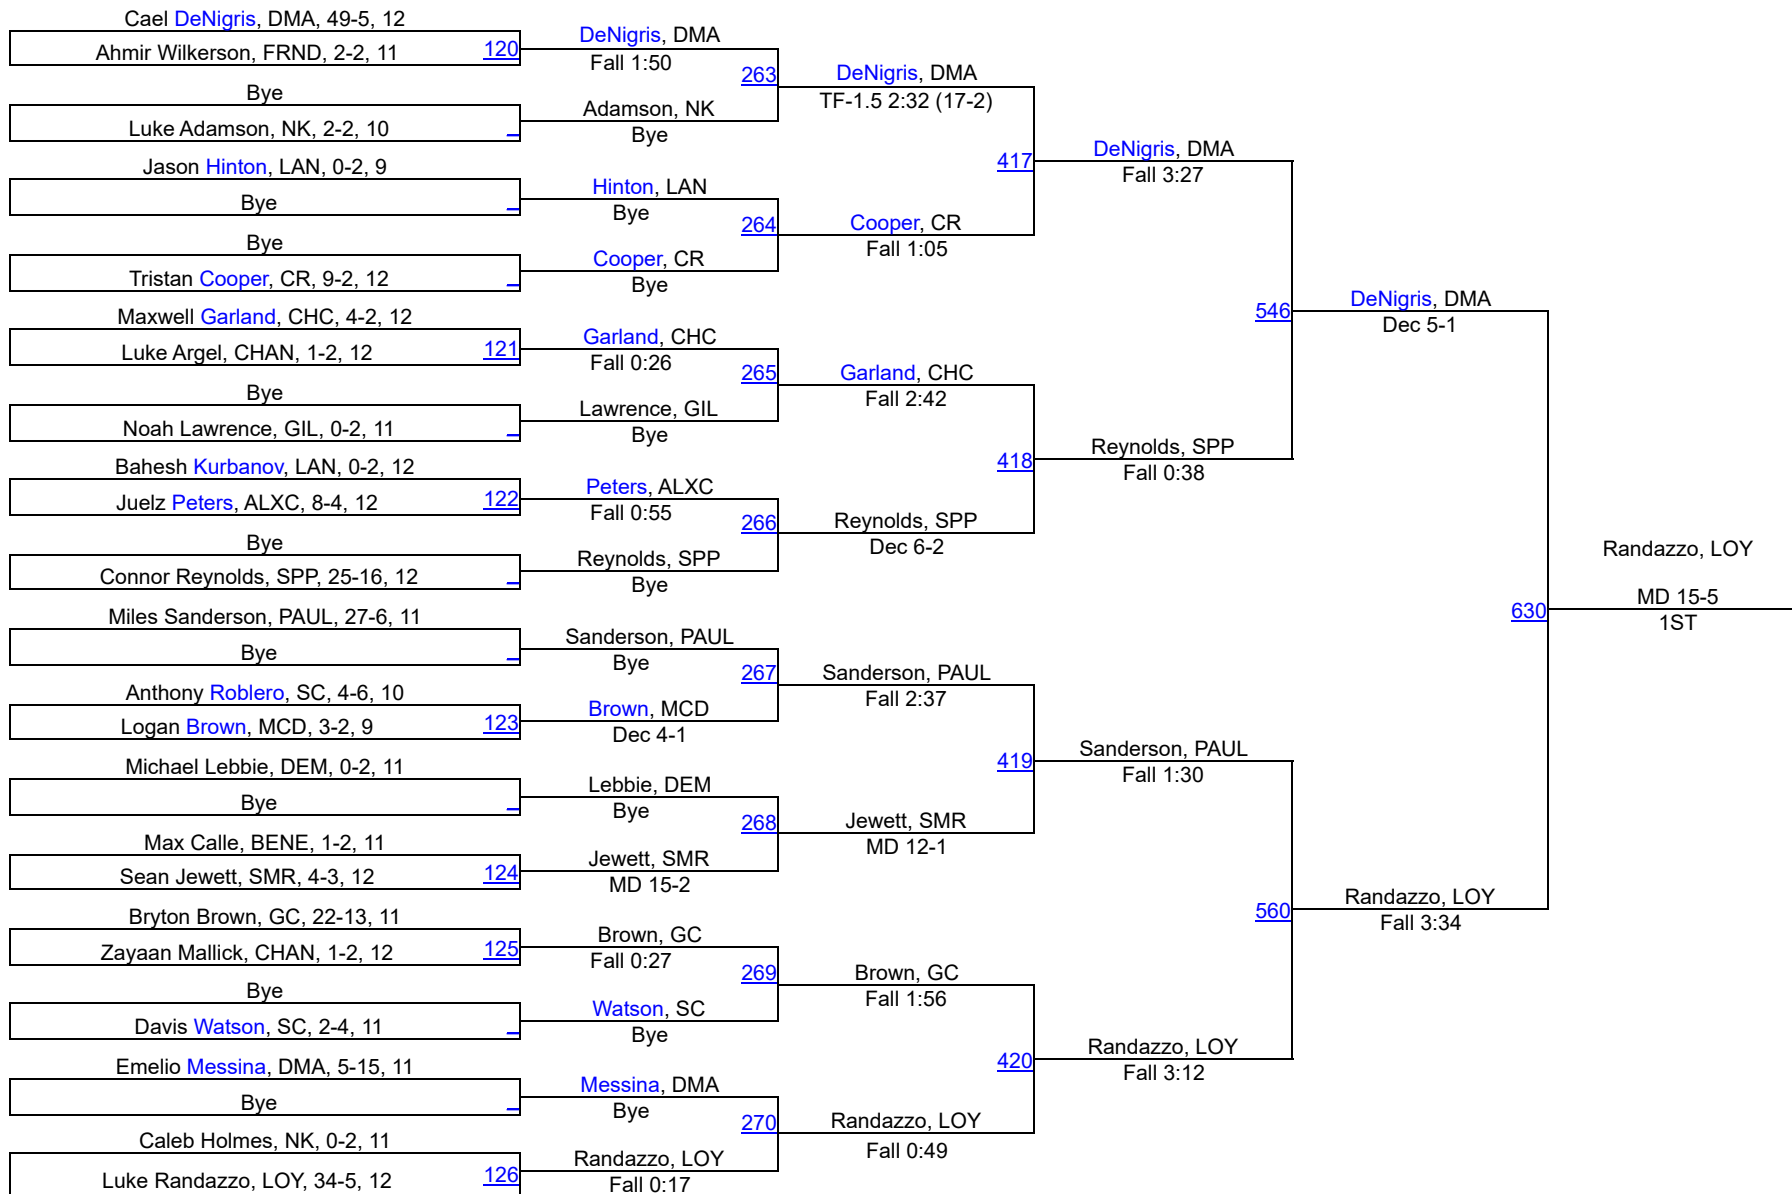 Cael DeNigris, DMA, 49-5, 12
Ahmir Wilkerson, FRND, 2-2, 11
120
Bye
Luke Adamson, NK, 2-2, 10
Jason Hinton, LAN, 0-2, 9
Bye
Bye
Tristan Cooper, CR, 9-2, 12
Maxwell Garland, CHC, 4-2, 12
Luke Argel, CHAN, 1-2, 12
121
Bye
Noah Lawrence, GIL, 0-2, 11
Bahesh Kurbanov, LAN, 0-2, 12
Juelz Peters, ALXC, 8-4, 12
122
Bye
Connor Reynolds, SPP, 25-16, 12
Miles Sanderson, PAUL, 27-6, 11
Bye
Anthony Roblero, SC, 4-6, 10
Logan Brown, MCD, 3-2, 9
123
Michael Lebbie, DEM, 0-2, 11
Bye
Max Calle, BENE, 1-2, 11
Sean Jewett, SMR, 4-3, 12
124
Bryton Brown, GC, 22-13, 11
Zayaan Mallick, CHAN, 1-2, 12
125
Bye
Davis Watson, SC, 2-4, 11
Emelio Messina, DMA, 5-15, 11
Bye
Caleb Holmes, NK, 0-2, 11
Luke Randazzo, LOY, 34-5, 12
126
DeNigris, DMA
Fall 1:50
263
Adamson, NK
Bye
Hinton, LAN
Bye
264
Cooper, CR
Bye
Garland, CHC
Fall 0:26
265
Lawrence, GIL
Bye
Peters, ALXC
Fall 0:55
266
Reynolds, SPP
Bye
Sanderson, PAUL
Bye
267
Brown, MCD
Dec 4-1
Lebbie, DEM
Bye
268
Jewett, SMR
MD 15-2
Brown, GC
Fall 0:27
269
Watson, SC
Bye
Messina, DMA
Bye
270
Randazzo, LOY
Fall 0:17
DeNigris, DMA
TF-1.5 2:32 (17-2)
417
Cooper, CR
Fall 1:05
Garland, CHC
Fall 2:42
418
Reynolds, SPP
Dec 6-2
Sanderson, PAUL
Fall 2:37
419
Jewett, SMR
MD 12-1
Brown, GC
Fall 1:56
420
Randazzo, LOY
Fall 0:49
DeNigris, DMA
Fall 3:27
546
Reynolds, SPP
Fall 0:38
Sanderson, PAUL
Fall 1:30
560
Randazzo, LOY
Fall 3:12
DeNigris, DMA
Dec 5-1
630
Randazzo, LOY
Fall 3:34
Randazzo, LOY
MD 15-5
1ST